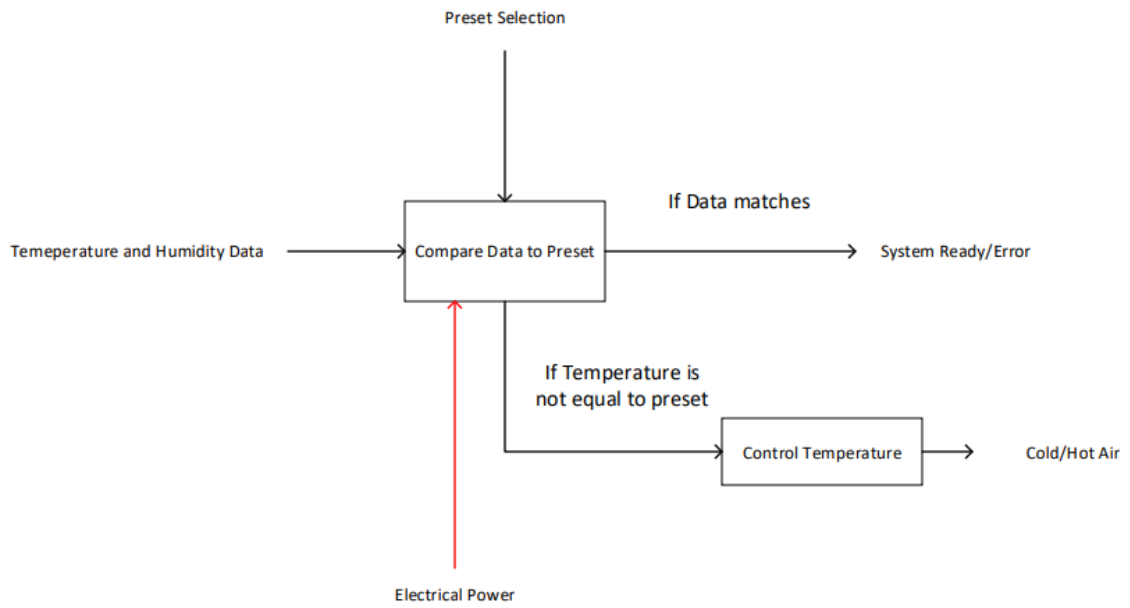 Preset Selection
If Data matches
Temeperature and Humidity Data
Compare Data to Preset
System Ready/Error
If Temperature is
not equal to preset
Control Temperature
Cold/Hot Air
Electrical Power